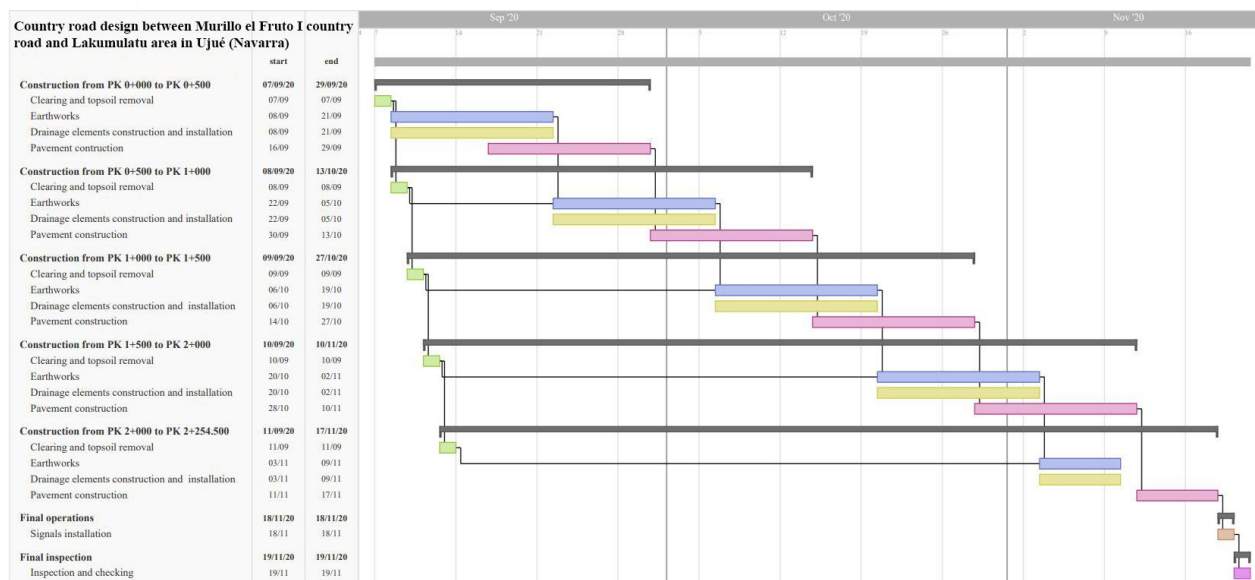 Sep '20 Oct '20 Nov '20
Country road design between Murillo el Fruto I country
road and Lakumulatu area in Ujué (Navarra)
7 14 21 28 5 12 19 26 2 9 16
start end
Construction from PK 0+000 to PK 0+500 07/09/20 29/09/20
Clearing and topsoil removal 07/09 07/09
Earthworks 08/09 21/09
Drainage elements construction and installation 08/09 21/09
Pavement contruction 16/09 29/09
Construction from PK 0+500 to PK 1+000 08/09/20 13/10/20
Clearing and topsoil removal 08/09 08/09
Earthworks 22/09 05/10
Drainage elements construction and installation 22/09 05/10
Pavement construction 30/09 13/10
Construction from PK 1+000 to PK 1+500 09/09/20 27/10/20
Clearing and topsoil removal 09/09 09/09
Earthworks 06/10 19/10
Drainage elements construction and installation 06/10 19/10
Pavement construction 14/10 27/10
Construction from PK 1+500 to PK 2+000 10/09/20 10/11/20
Clearing and topsoil removal 10/09 10/09
Earthworks 20/10 02/11
Drainage elements construction and installation 20/10 02/11
Pavement construction 28/10 10/11
Construction from PK 2+000 to PK 2+254.500 11/09/20 17/11/20
Clearing and topsoil removal 11/09 11/09
Earthworks 03/11 09/11
Drainage elements construction and installation 03/11 09/11
Pavement construction 11/11 17/11
Final operations 18/11/20 18/11/20
Signals installation 18/11 18/11
Final inspection 19/11/20 19/11/20
Inspection and checking 19/11 19/11